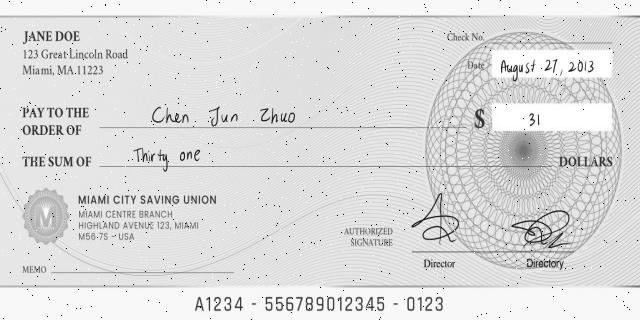 JANE DOE
123 Great Lincoln Road
Miami, MA.11223
Check No.
Date August 27, 2013
PAY TO THE
ORDER OF Chen Jun Zhuo
$ 31
THE SUM OF Thirty one DOLLARS
MIAMI CITY SAVING UNION
MIAMI CENTRE BRANCH
HIGHLAND AVENUE 123, MIAMI
M56-7S - USA
AUTHORIZED
SIGNATURE
Director Directory
MEMO
A1234 - 556789012345 - 0123